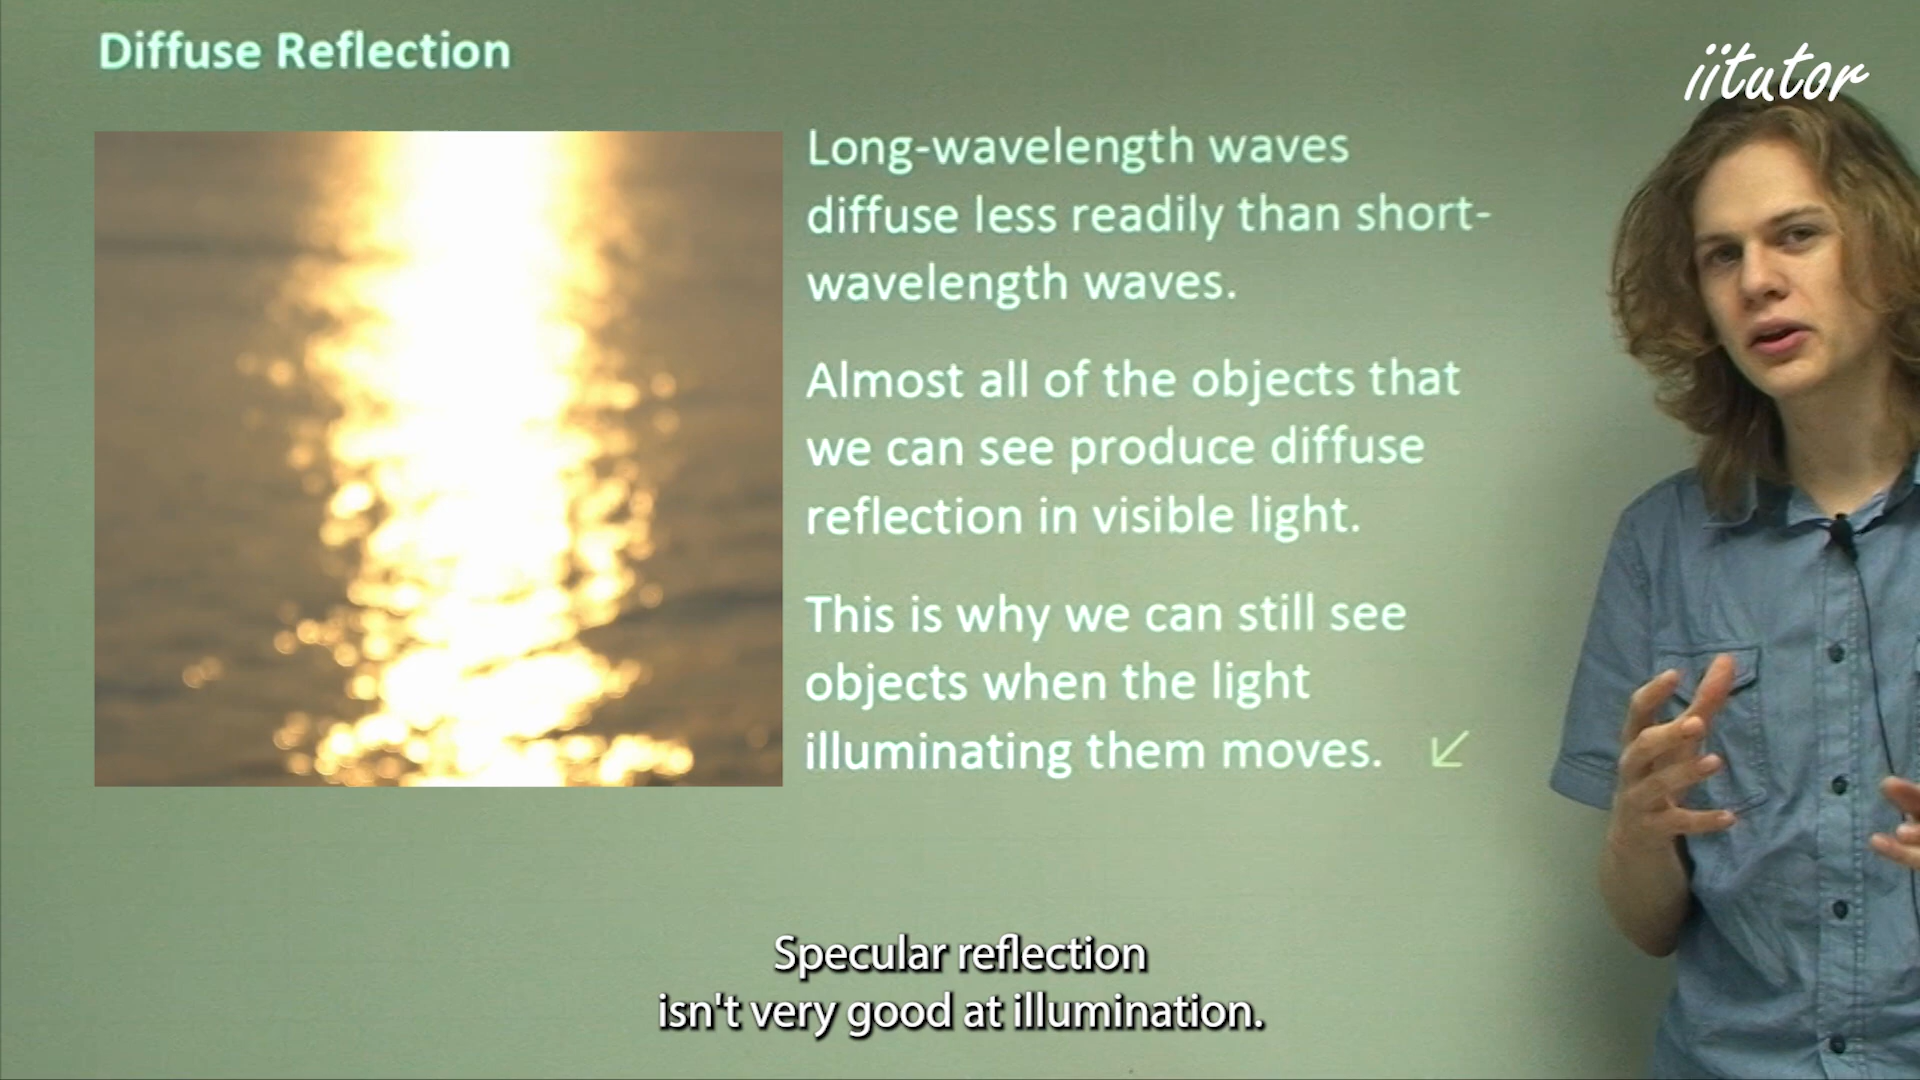 Diffuse Reflection
iitutor
Long-wavelength waves
diffuse less readily than short-
wavelength waves.
Almost all of the objects that
we can see produce diffuse
reflection in visible light.
This is why we can still see
objects when the light
illuminating them moves.
Specular reflection
isn't very good at illumination.